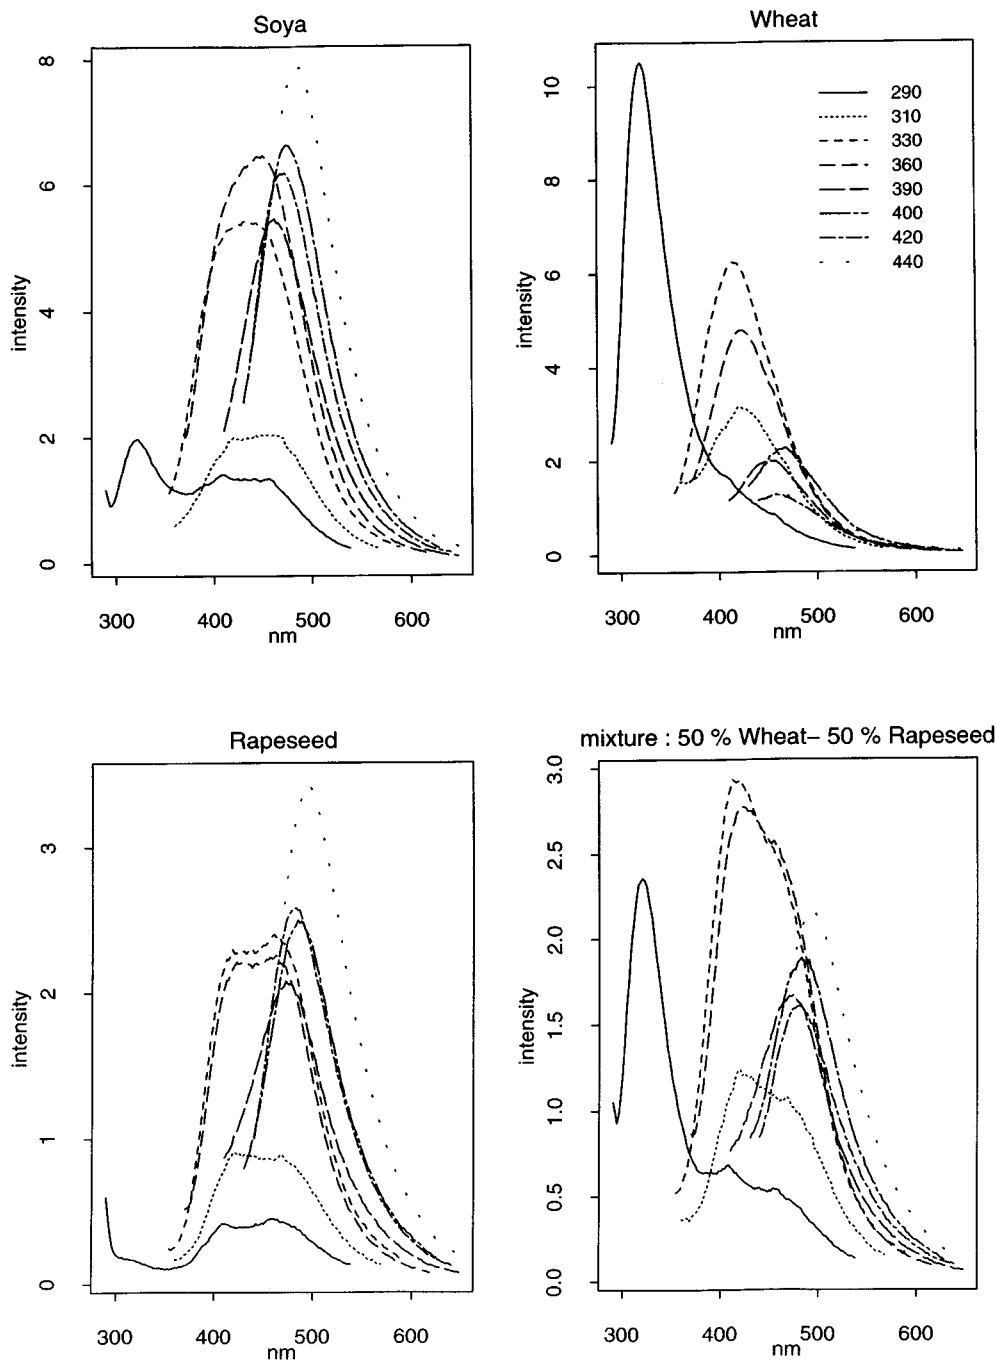 Soya
intensity
0 2 4 6 8
300 400 500 600
nm
Wheat
intensity
0 2 4 6 8 10
290
310
330
360
390
400
420
440
300 400 500 600
nm
Rapeseed
intensity
0 1 2 3
300 400 500 600
nm
mixture : 50 % Wheat– 50 % Rapeseed
intensity
0.0 0.5 1.0 1.5 2.0 2.5 3.0
300 400 500 600
nm